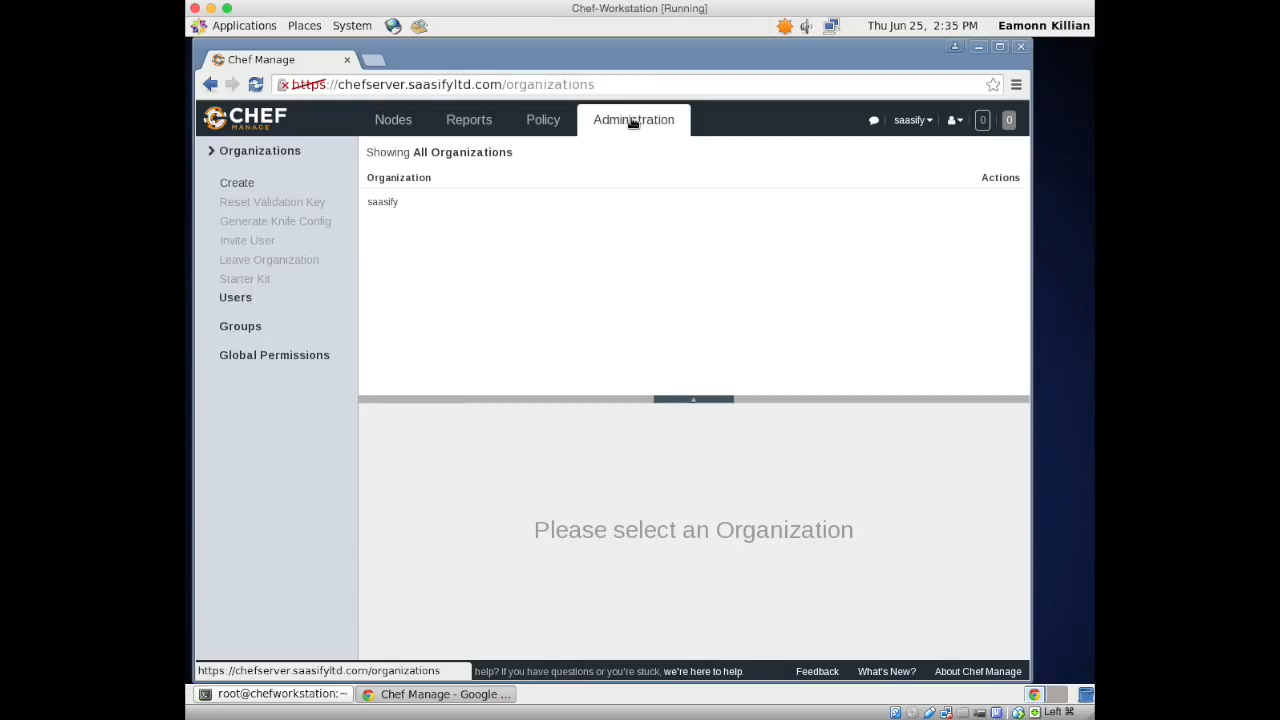 Chef-Workstation [Running]
Applications Places System Thu Jun 25, 2:35 PM Eamonn Killian
Chef Manage
https://chefserver.saasifyltd.com/organizations
CHEF MANAGE Nodes Reports Policy Administration saasify 0 0
Organizations
Showing All Organizations
Organization Actions
Create
saasify
Reset Validation Key
Generate Knife Config
Invite User
Leave Organization
Starter Kit
Users
Groups
Global Permissions
Please select an Organization
https://chefserver.saasifyltd.com/organizations help? If you have questions or you're stuck, we're here to help. Feedback What's New? About Chef Manage
root@chefworkstation:~ Chef Manage - Google ...
Left ⌘